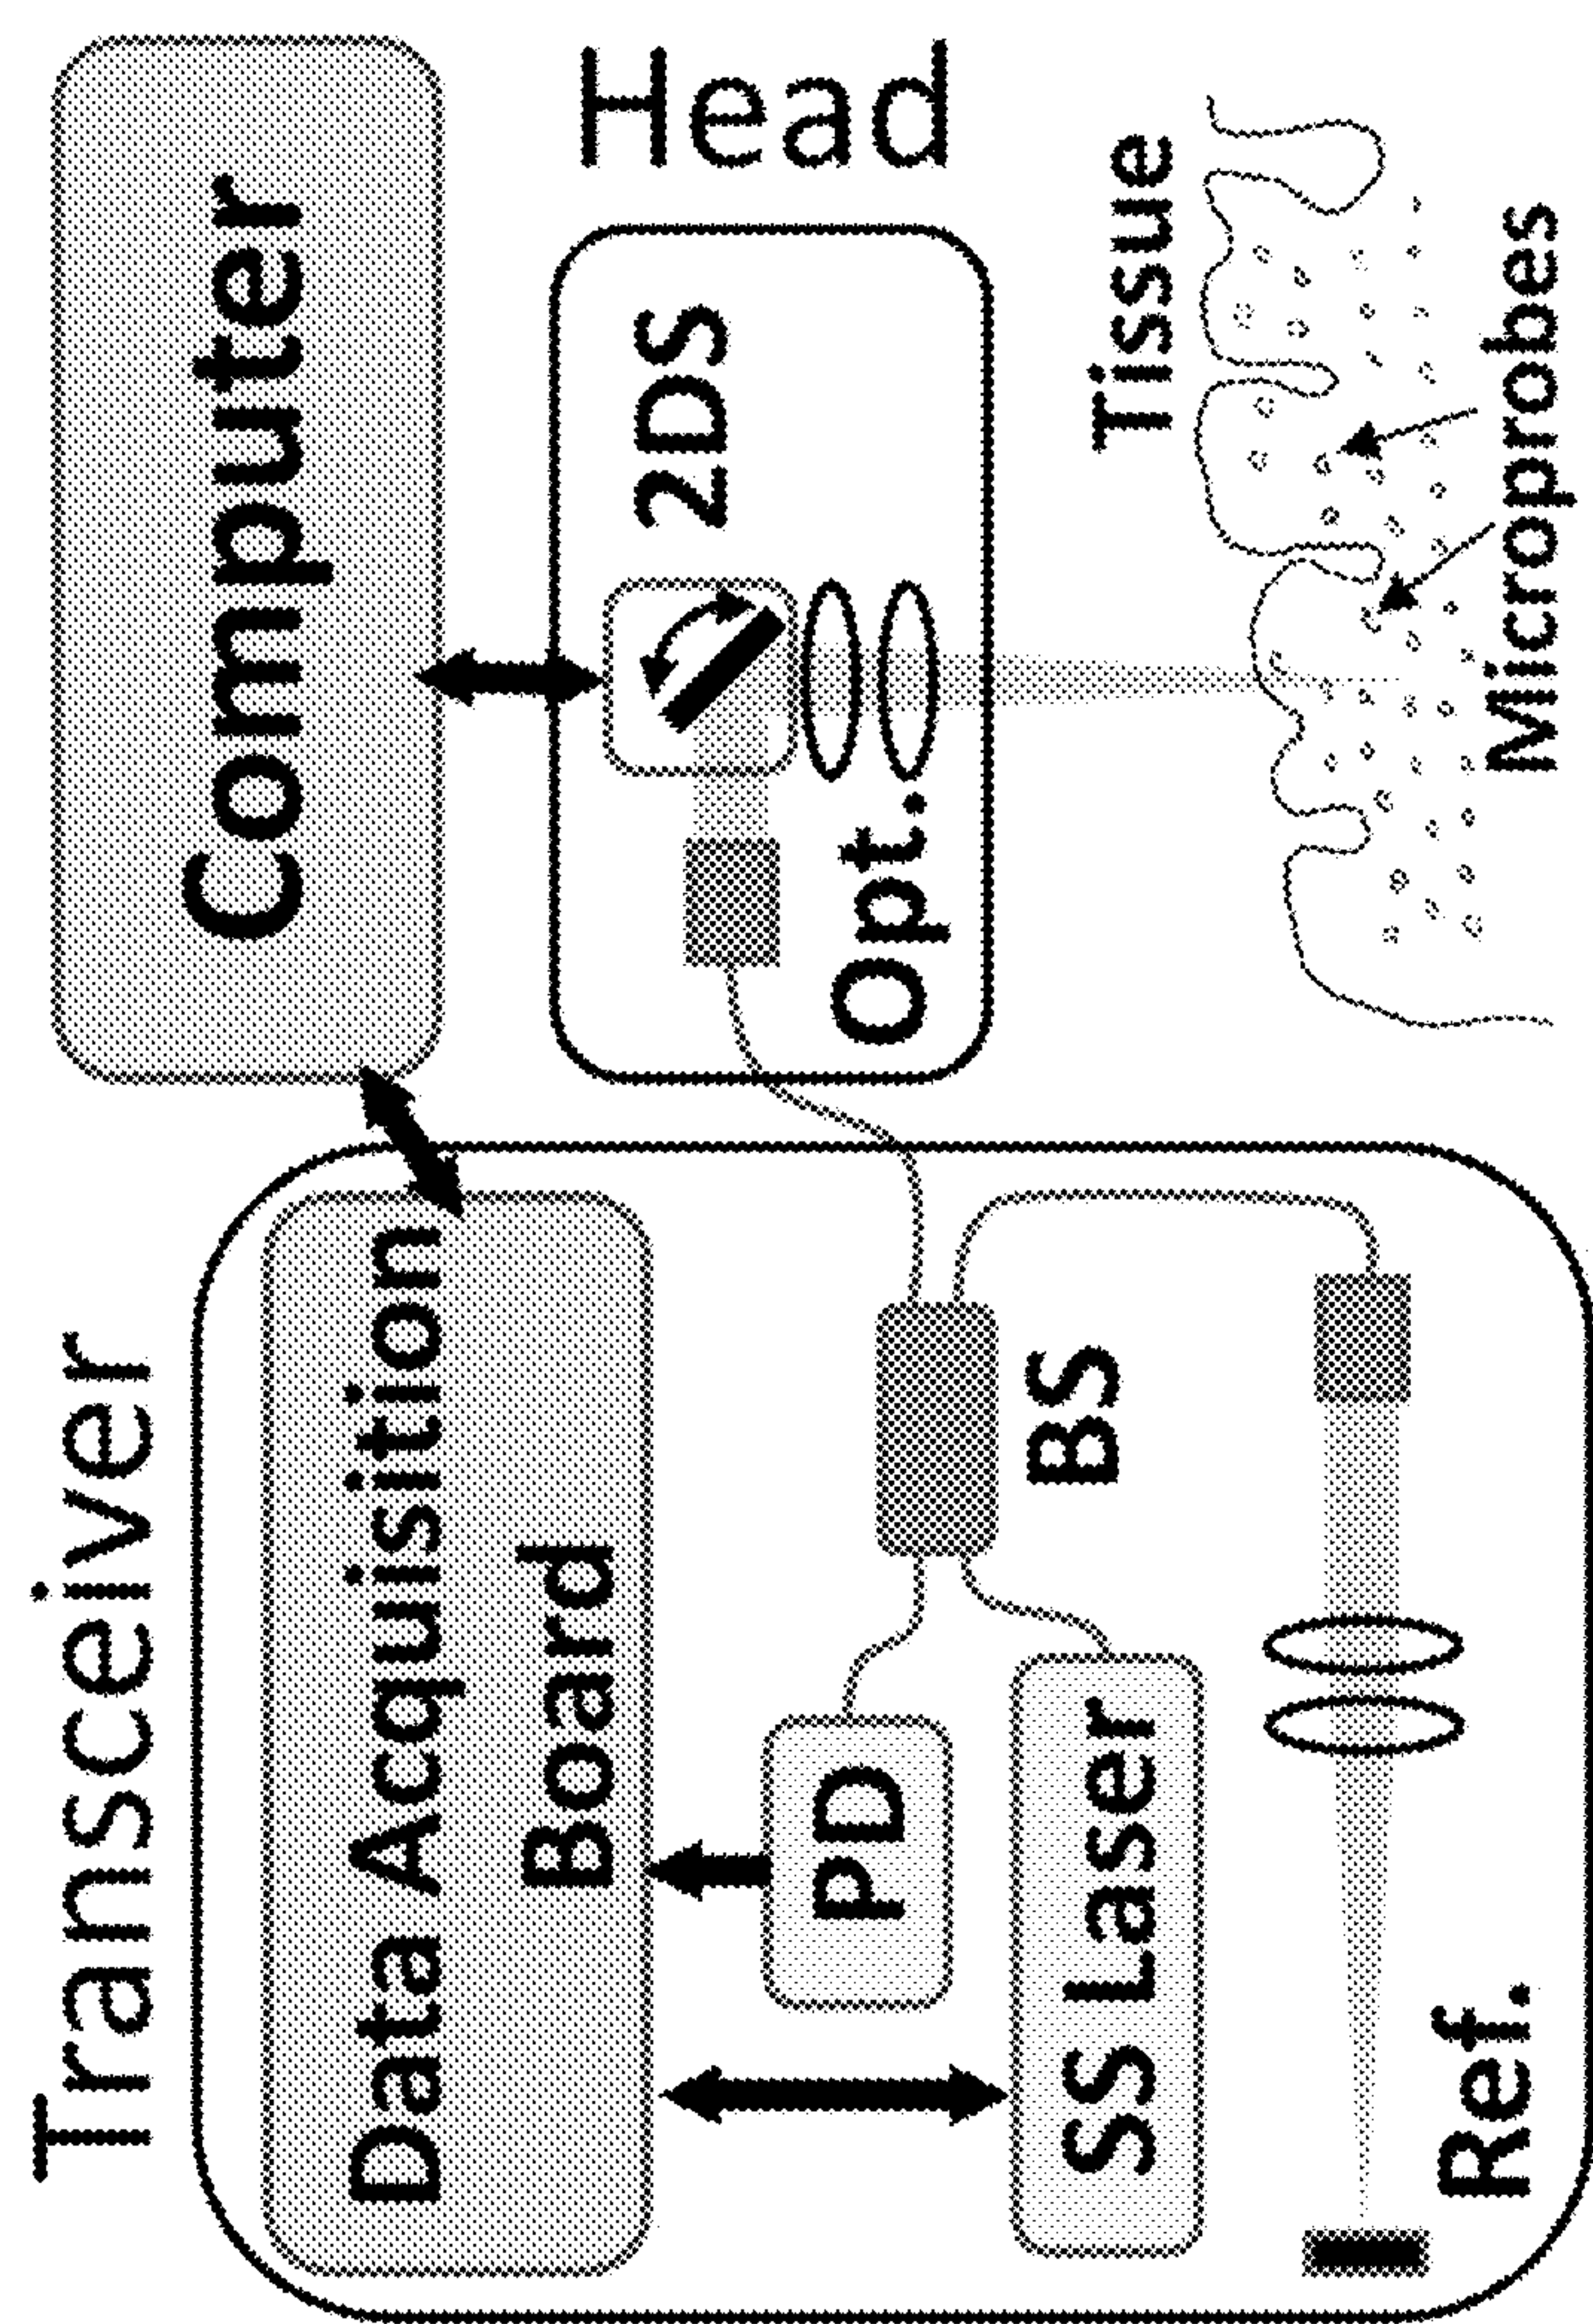 Transceiver
Data Acquisition
Board
PD
SS Laser
BS
Ref.
Computer
Head
2DS
Opt.
Tissue
Microprobes